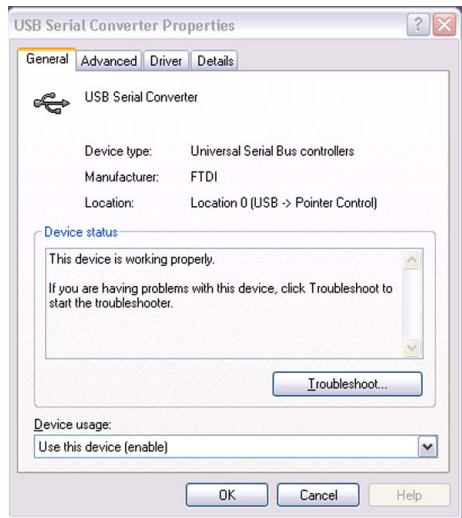 USB Serial Converter Properties
General Advanced Driver Details
USB Serial Converter
Device type: Universal Serial Bus controllers
Manufacturer: FTDI
Location: Location 0 (USB -> Pointer Control)
Device status
This device is working properly.
If you are having problems with this device, click Troubleshoot to
start the troubleshooter.
Troubleshoot...
Device usage:
Use this device (enable)
OK Cancel Help